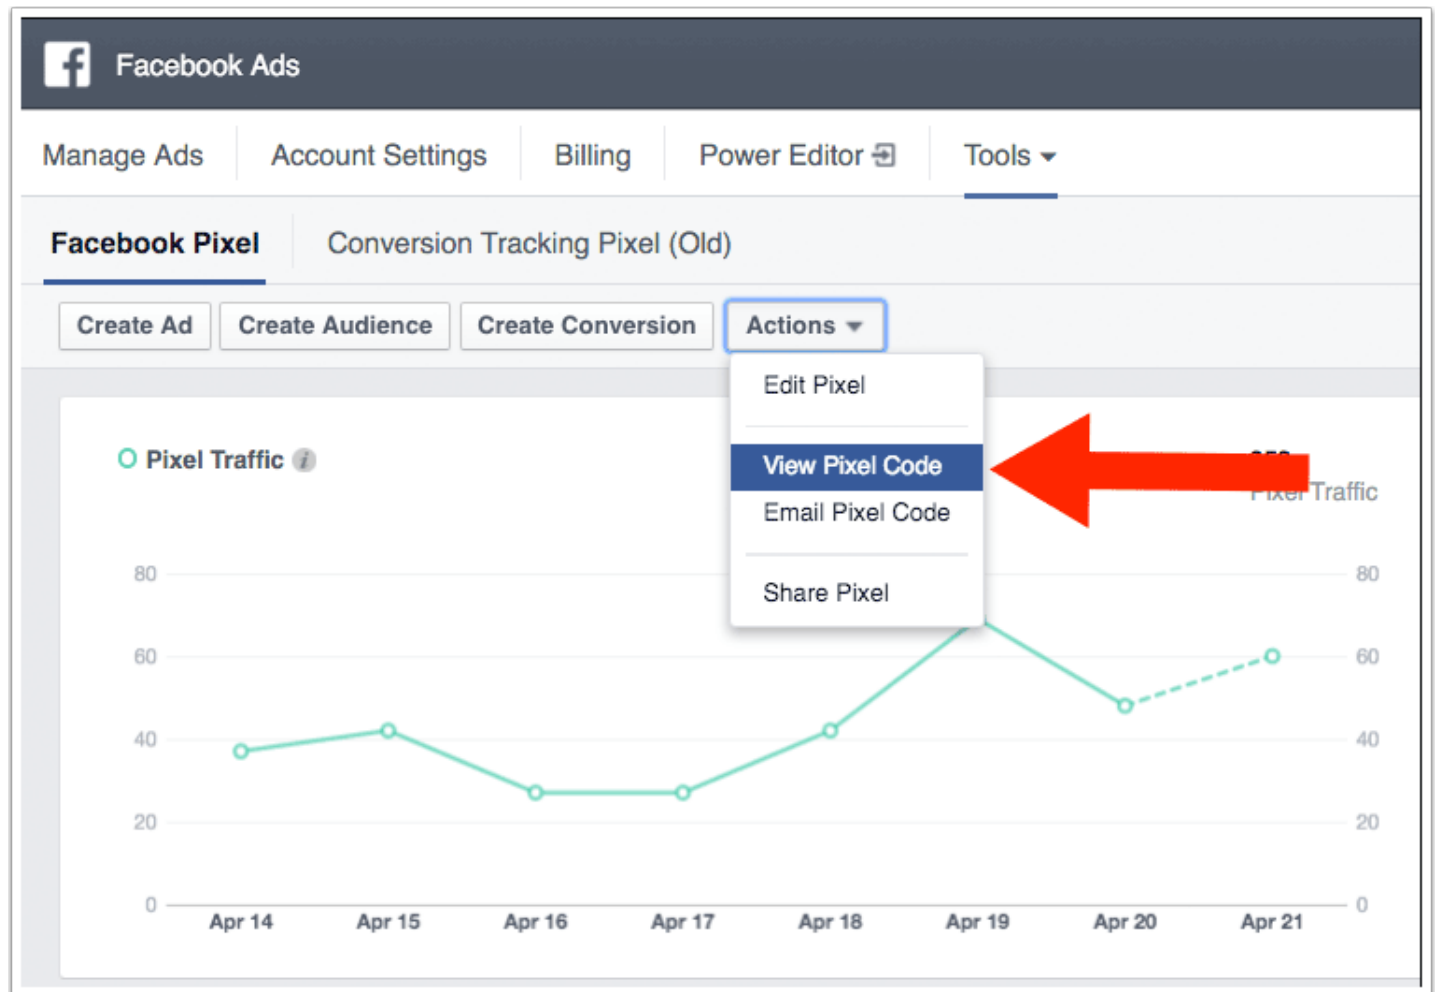 Facebook Ads
Manage Ads
Account Settings
Billing
Power Editor
Tools
Facebook Pixel
Conversion Tracking Pixel (Old)
Create Ad
Create Audience
Create Conversion
Actions
Edit Pixel
View Pixel Code
Email Pixel Code
Share Pixel
Pixel Traffic
Pixel Traffic
80
80
60
60
40
40
20
20
0
0
Apr 14
Apr 15
Apr 16
Apr 17
Apr 18
Apr 19
Apr 20
Apr 21